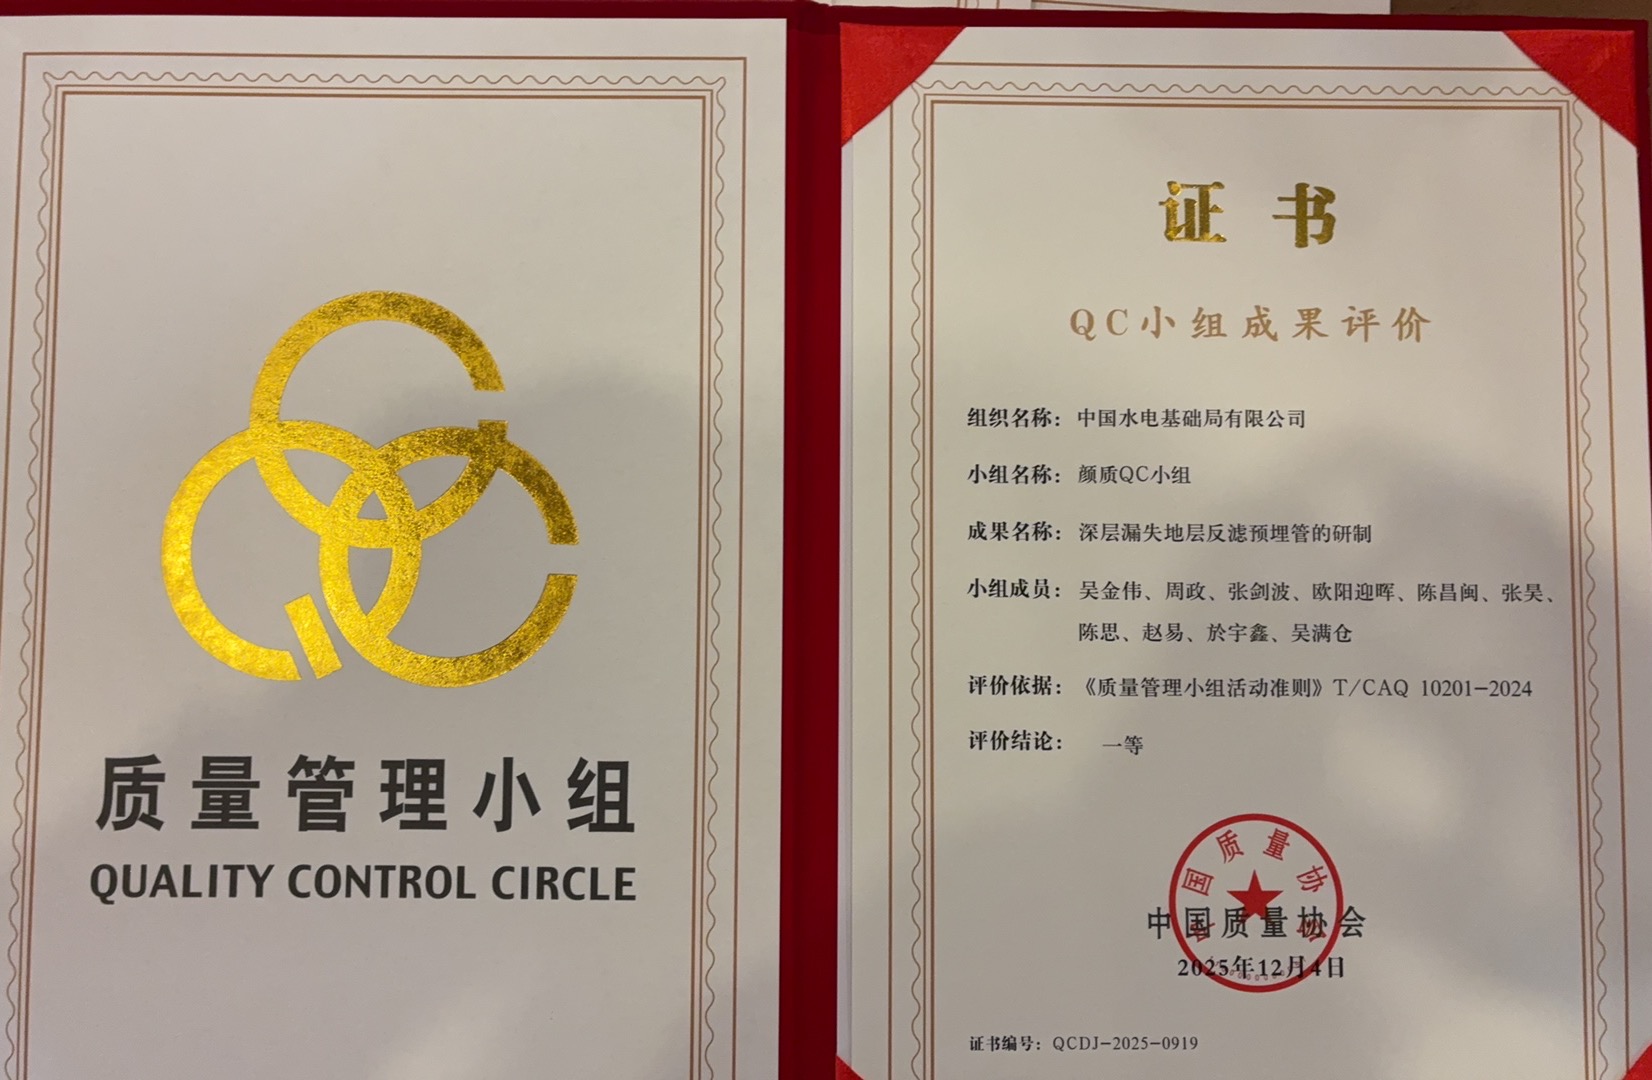 质量管理小组
QUALITY CONTROL CIRCLE
证书
QC小组成果评价
组织名称：中国水电基础局有限公司
小组名称：颜质QC小组
成果名称：深层漏失地层反滤预埋管的研制
小组成员：吴金伟、周政、张剑波、欧阳迎晖、陈昌闽、张昊、
陈思、赵易、於宇鑫、吴满仓
评价依据：《质量管理小组活动准则》T/CAQ 10201-2024
评价结论：一等
中国质量协会
中国质量协会
2025年12月4日
证书编号：QCDJ-2025-0919